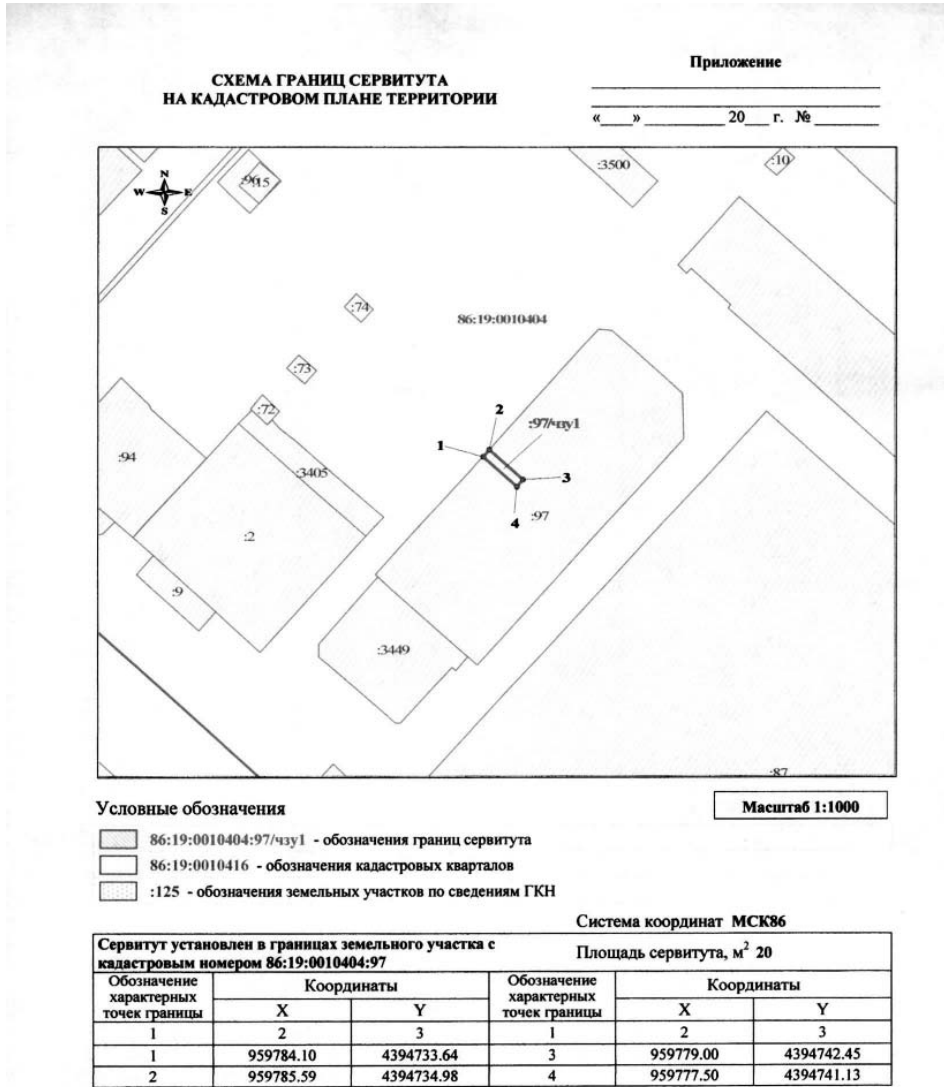 Приложение
СХЕМА ГРАНИЦ СЕРВИТУТА
НА КАДАСТРОВОМ ПЛАНЕ ТЕРРИТОРИИ
«____» __________ 20___ г. № ________
N
W E
S
:96
:15
:3500
:10
:74
86:19:0010404
:73
:72
2
:97/чзу1
1
3
:94
:3405
4
:97
:2
:9
:3449
:87
Условные обозначения
Масштаб 1:1000
86:19:0010404:97/чзу1 - обозначения границ сервитута
86:19:0010416 - обозначения кадастровых кварталов
:125 - обозначения земельных участков по сведениям ГКН
Система координат МСК86
Сервитут установлен в границах земельного участка с
кадастровым номером 86:19:0010404:97
Площадь сервитута, м² 20
Обозначение характерных точек границы Координаты Обозначение характерных точек границы Координаты
X Y X Y
1 2 3 1 2 3
1 959784.10 4394733.64 3 959779.00 4394742.45
2 959785.59 4394734.98 4 959777.50 4394741.13